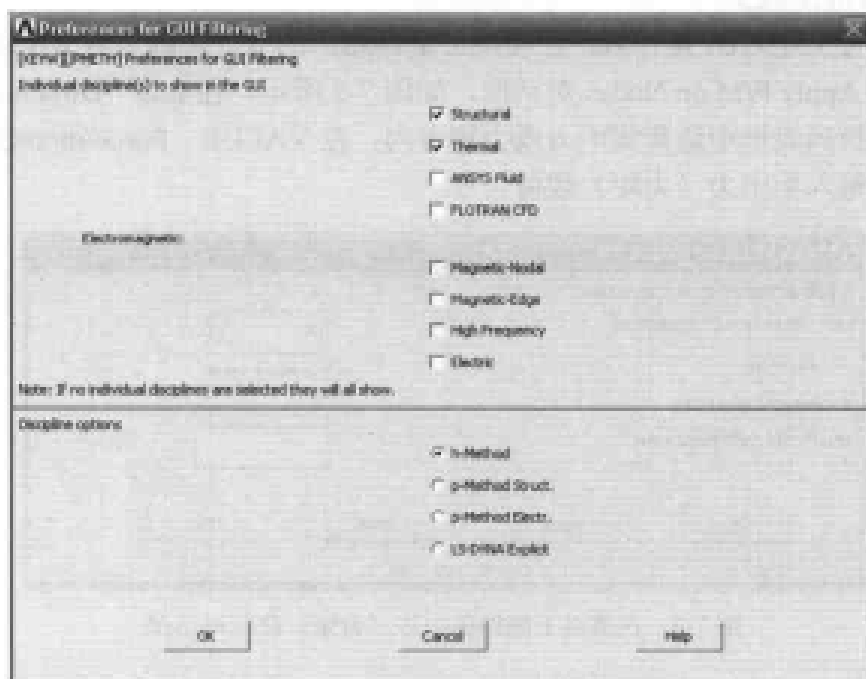 Preferences for GUI Filtering
[KEYW][/PMETH] Preferences for GUI Filtering
Individual discipline(s) to show in the GUI
Structural
Thermal
ANSYS Fluid
FLOTRAN CFD
Electromagnetic:
Magnetic-Nodal
Magnetic-Edge
High Frequency
Electric
Note: If no individual disciplines are selected they will all show.
Discipline options
h-Method
p-Method Struct.
p-Method Electr.
LS-DYNA Explicit
OK
Cancel
Help